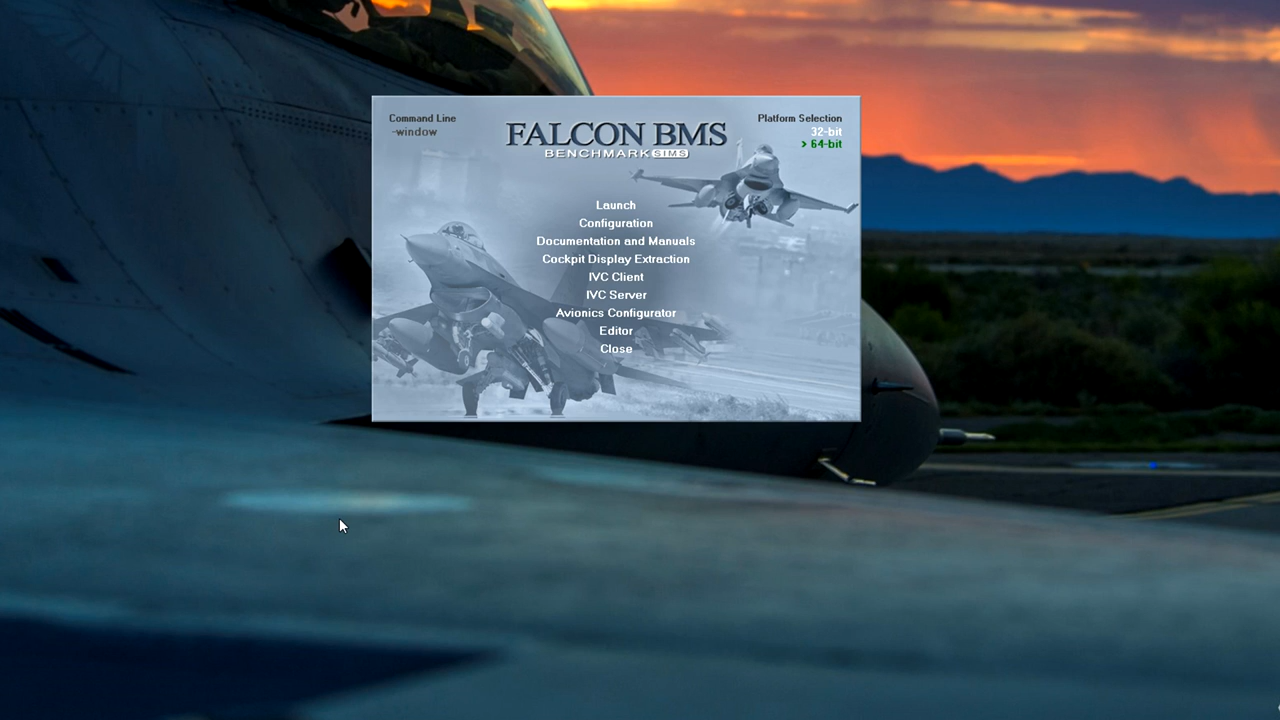 Command Line
-window
FALCON BMS
BENCHMARK SIMS
Platform Selection
32-bit
> 64-bit
Launch
Configuration
Documentation and Manuals
Cockpit Display Extraction
IVC Client
IVC Server
Avionics Configurator
Editor
Close